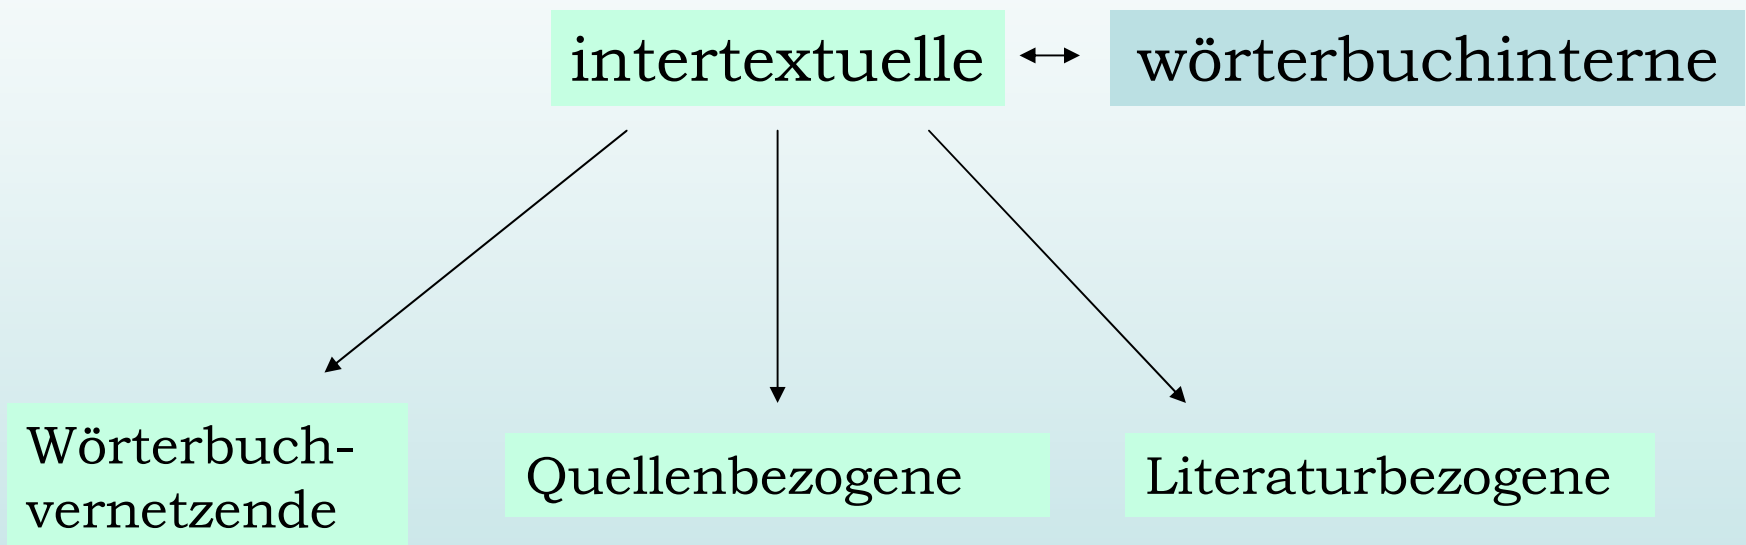 intertextuelle
wörterbuchinterne
Wörterbuch-
vernetzende
Quellenbezogene
Literaturbezogene